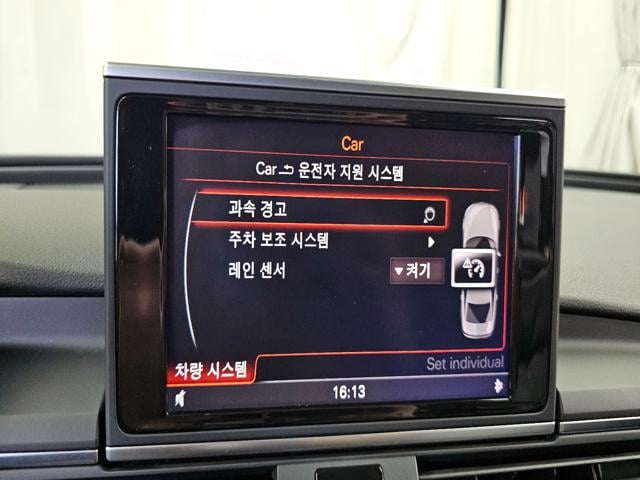 Car
Car 운전자 지원 시스템
과속 경고
주차 보조 시스템
레인 센서 켜기
차량 시스템 Set individual
16:13